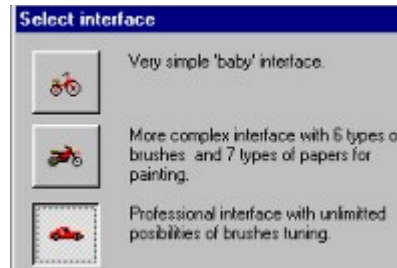 Select interface
Very simple 'baby' interface.
More complex interface with 6 types o
brushes and 7 types of papers for
painting.
Professional interface with unlimitted
posibilities of brushes tuning.